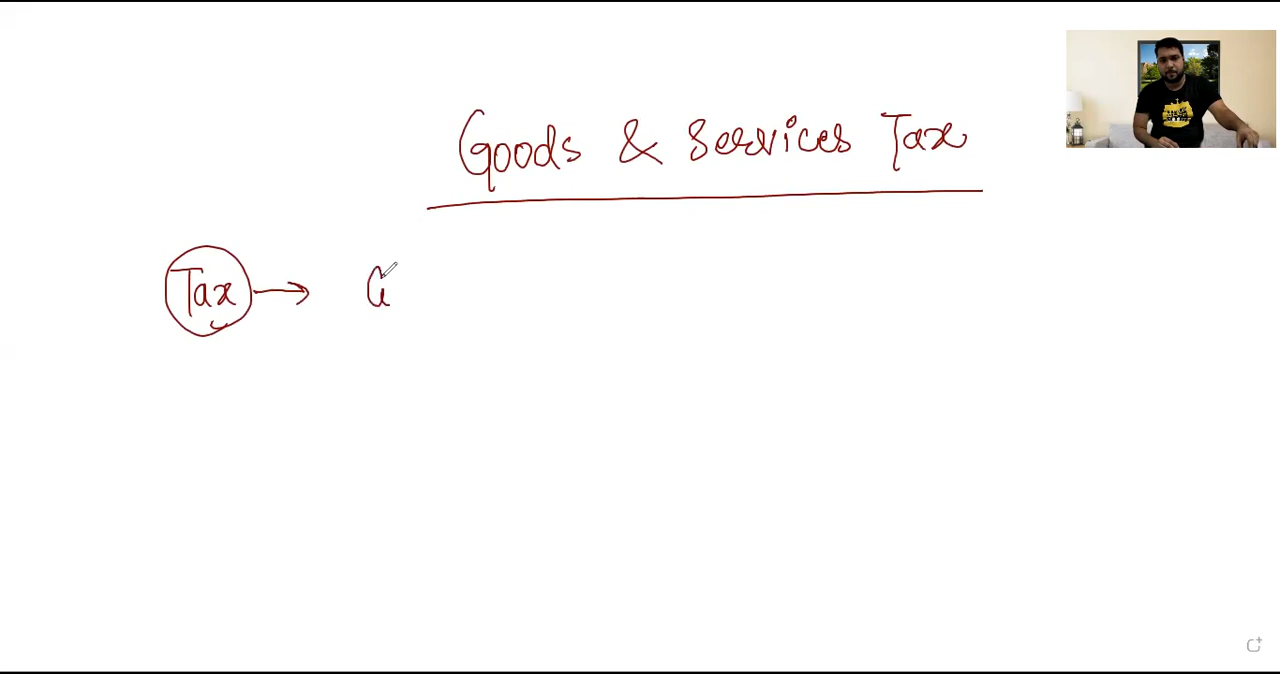 Goods & Services Tax
Tax → G